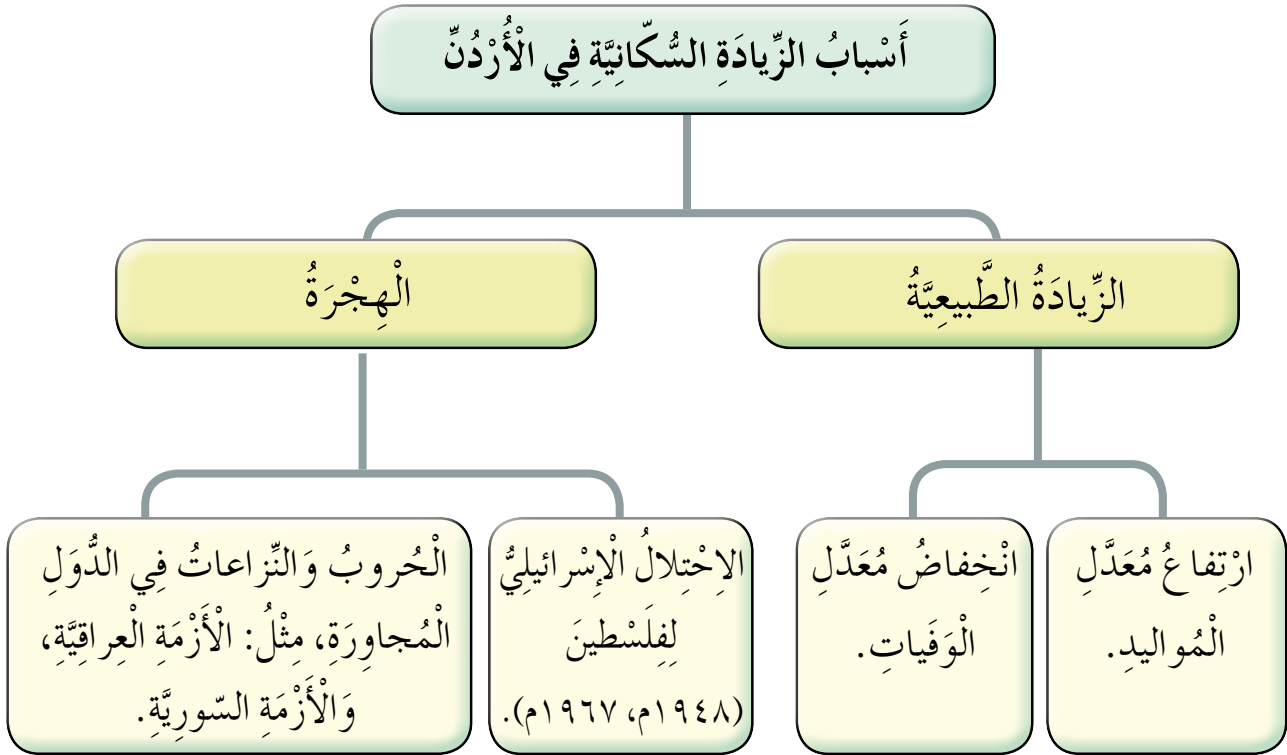 أَسْبابُ الزِّيادَةِ السُّكّانِيَّةِ فِي الْأُرْدُنِّ
الزِّيادَةُ الطَّبيعِيَّةُ
الْهِجْرَةُ
ارْتِفاعُ مُعَدَّلِ
الْمُواليدِ.
انْخِفاضُ مُعَدَّلِ
الْوَفَياتِ.
الِاحْتِلالُ الْإِسْرائيلِيُّ
لِفِلَسْطينَ
(١٩٤٨م، ١٩٦٧م).
الْحُروبُ وَالنِّزاعاتُ فِي الدُّوَلِ
الْمُجاوِرَةِ، مِثْلُ: الْأَزْمَةِ الْعِراقِيَّةِ،
وَالْأَزْمَةِ السّورِيَّةِ.